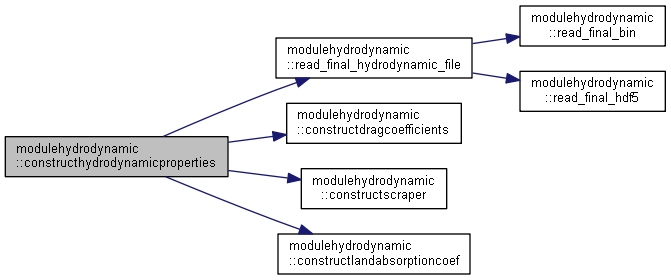 modulehydrodynamic
::constructhydrodynamicproperties
modulehydrodynamic
::read_final_hydrodynamic_file
modulehydrodynamic
::read_final_bin
modulehydrodynamic
::read_final_hdf5
modulehydrodynamic
::constructdragcoefficients
modulehydrodynamic
::constructscraper
modulehydrodynamic
::constructlandabsorptioncoef